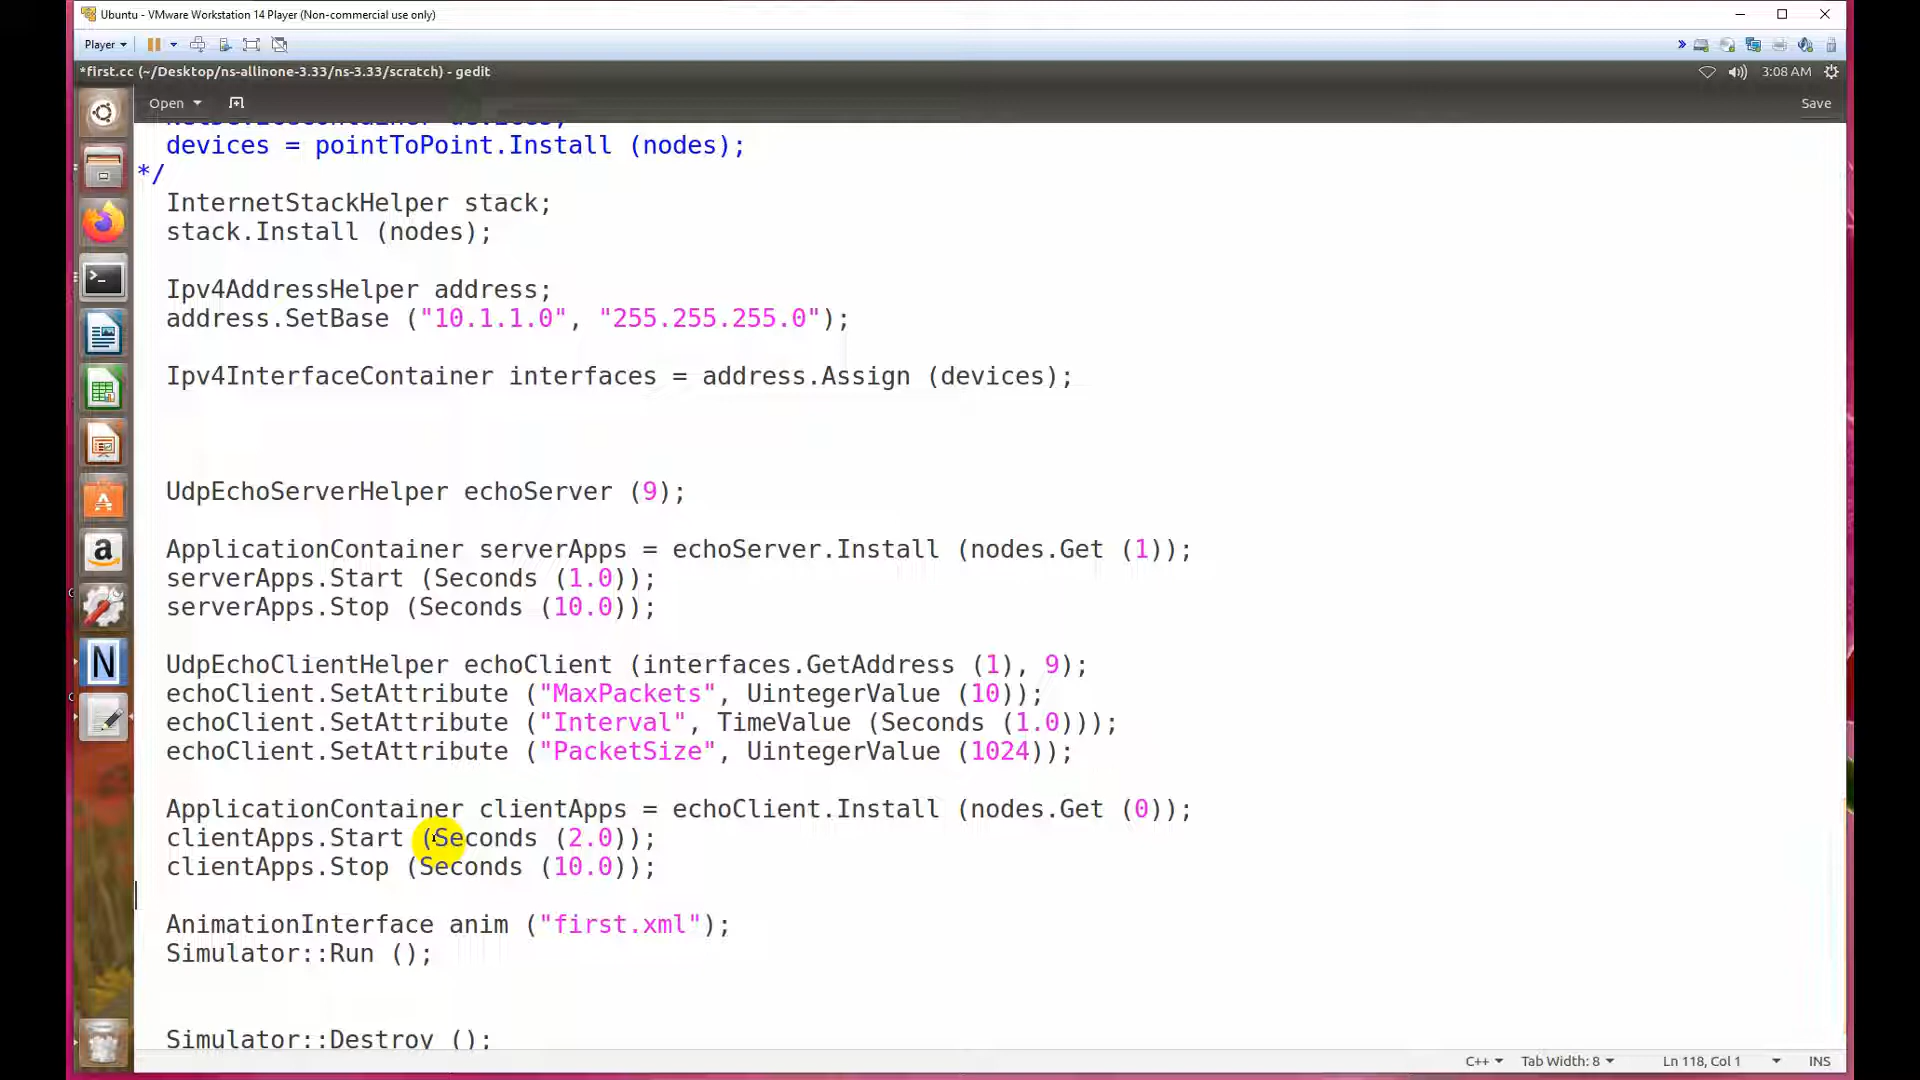 Ubuntu - VMware Workstation 14 Player (Non-commercial use only)
Player
*first.cc (~/Desktop/ns-allinone-3.33/ns-3.33/scratch) - gedit
3:08 AM
Open
Save
devices = pointToPoint.Install (nodes);
*/
InternetStackHelper stack;
stack.Install (nodes);
Ipv4AddressHelper address;
address.SetBase ("10.1.1.0", "255.255.255.0");
Ipv4InterfaceContainer interfaces = address.Assign (devices);
UdpEchoServerHelper echoServer (9);
ApplicationContainer serverApps = echoServer.Install (nodes.Get (1));
serverApps.Start (Seconds (1.0));
serverApps.Stop (Seconds (10.0));
UdpEchoClientHelper echoClient (interfaces.GetAddress (1), 9);
echoClient.SetAttribute ("MaxPackets", UintegerValue (10));
echoClient.SetAttribute ("Interval", TimeValue (Seconds (1.0)));
echoClient.SetAttribute ("PacketSize", UintegerValue (1024));
ApplicationContainer clientApps = echoClient.Install (nodes.Get (0));
clientApps.Start (Seconds (2.0));
clientApps.Stop (Seconds (10.0));
AnimationInterface anim ("first.xml");
Simulator::Run ();
Simulator::Destroy ();
C++ Tab Width: 8 Ln 118, Col 1 INS